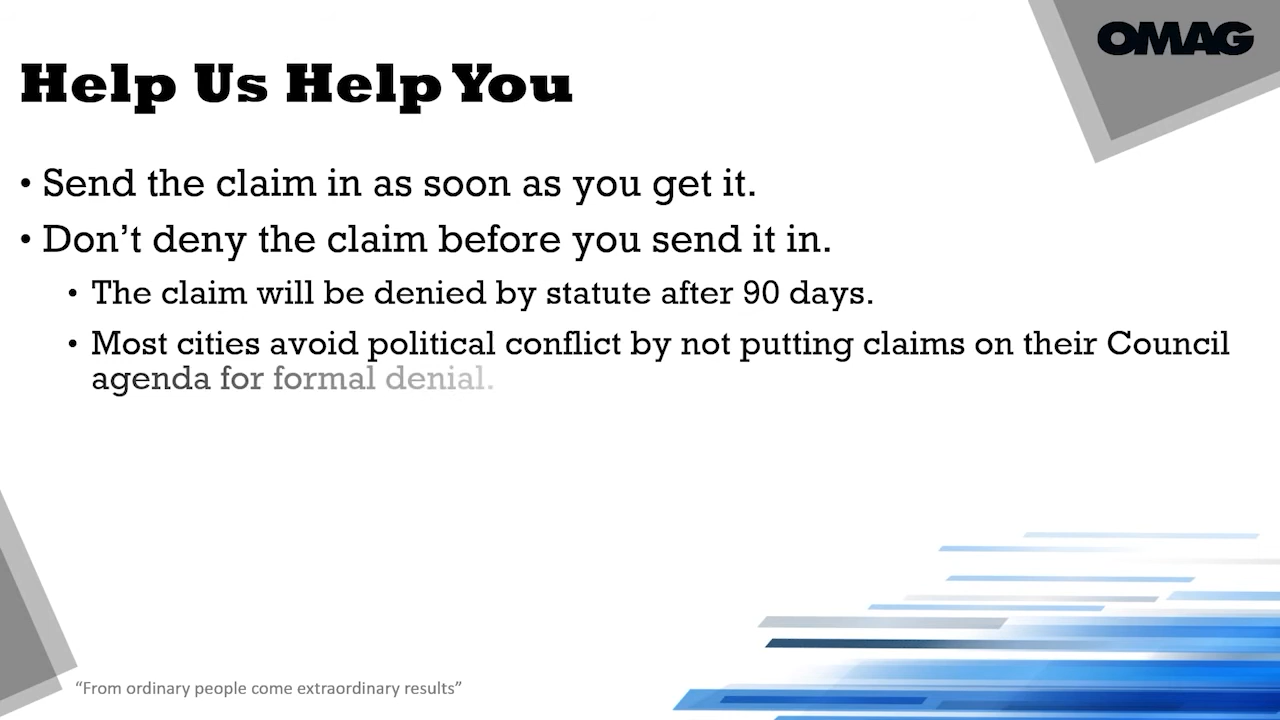 OMAG
Help Us Help You
• Send the claim in as soon as you get it.
• Don’t deny the claim before you send it in.
• The claim will be denied by statute after 90 days.
• Most cities avoid political conflict by not putting claims on their Council
agenda for formal denial.
“From ordinary people come extraordinary results”